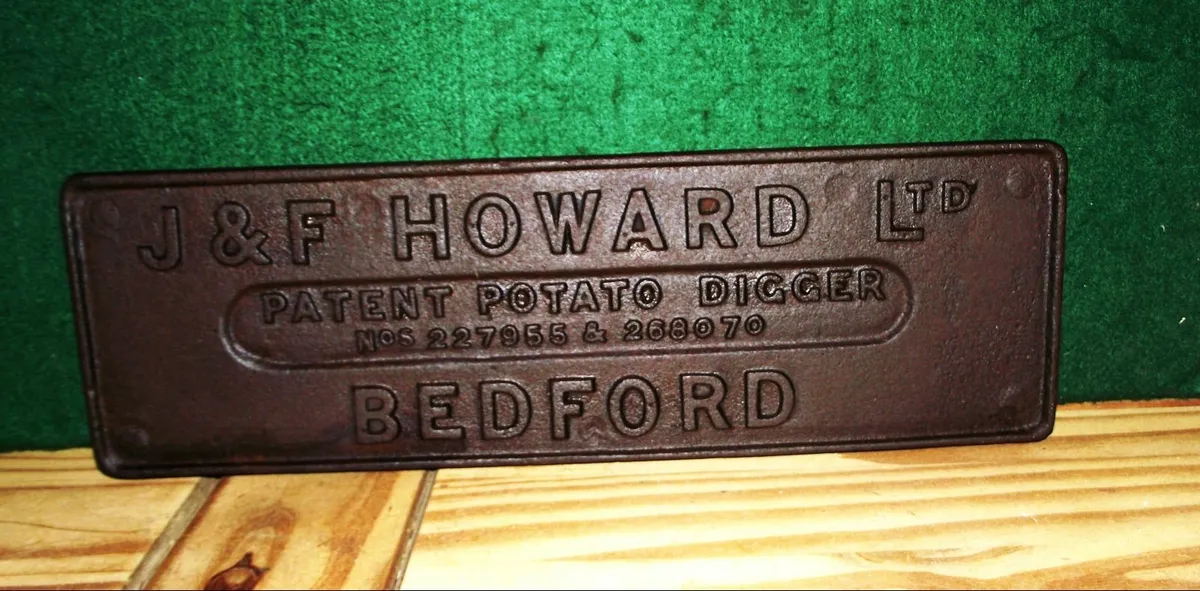 J & F HOWARD LTD
PATENT POTATO DIGGER
NOS 227955 & 268070
BEDFORD